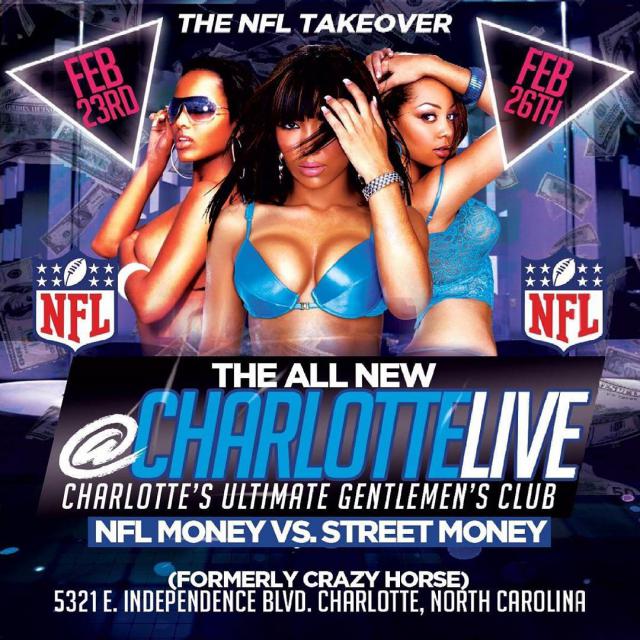 THE NFL TAKEOVER
FEB
23RD
FEB
26TH
NFL
NFL
THE ALL NEW
@CHARLOTTELIVE
CHARLOTTE'S ULTIMATE GENTLEMEN'S CLUB
NFL MONEY VS. STREET MONEY
(FORMERLY CRAZY HORSE)
5321 E. INDEPENDENCE BLVD. CHARLOTTE, NORTH CAROLINA